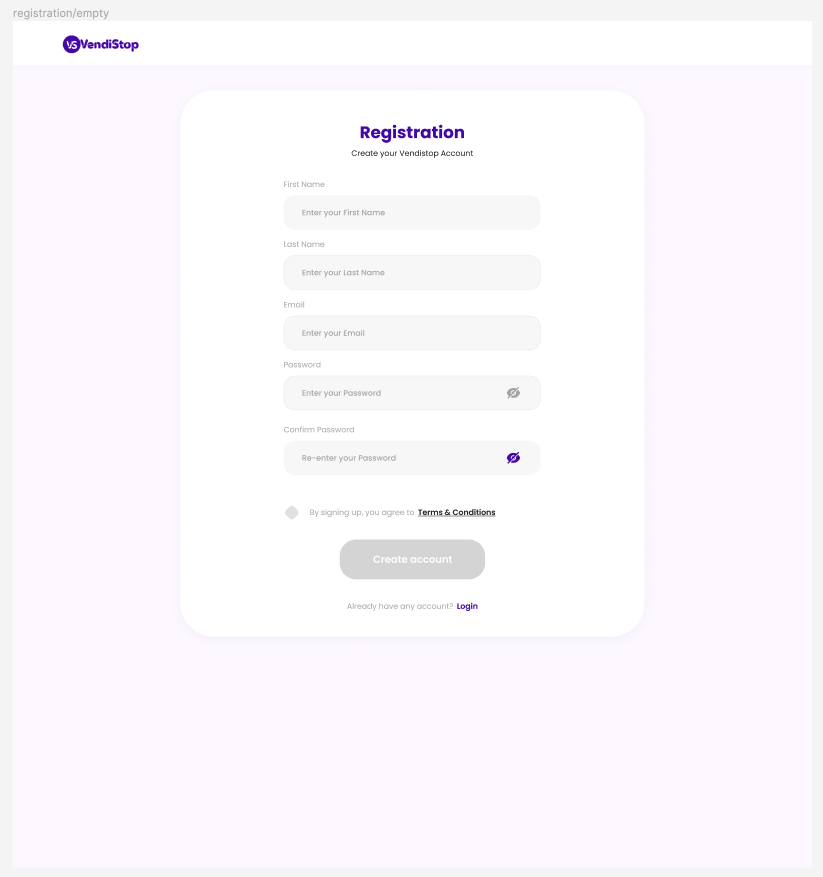 registration/empty
VS VendiStop
Registration
Create your Vendistop Account
First Name
Enter your First Name
Last Name
Enter your Last Name
Email
Enter your Email
Password
Enter your Password
Confirm Password
Re-enter your Password
By signing up, you agree to Terms & Conditions
Create account
Already have any account? Login